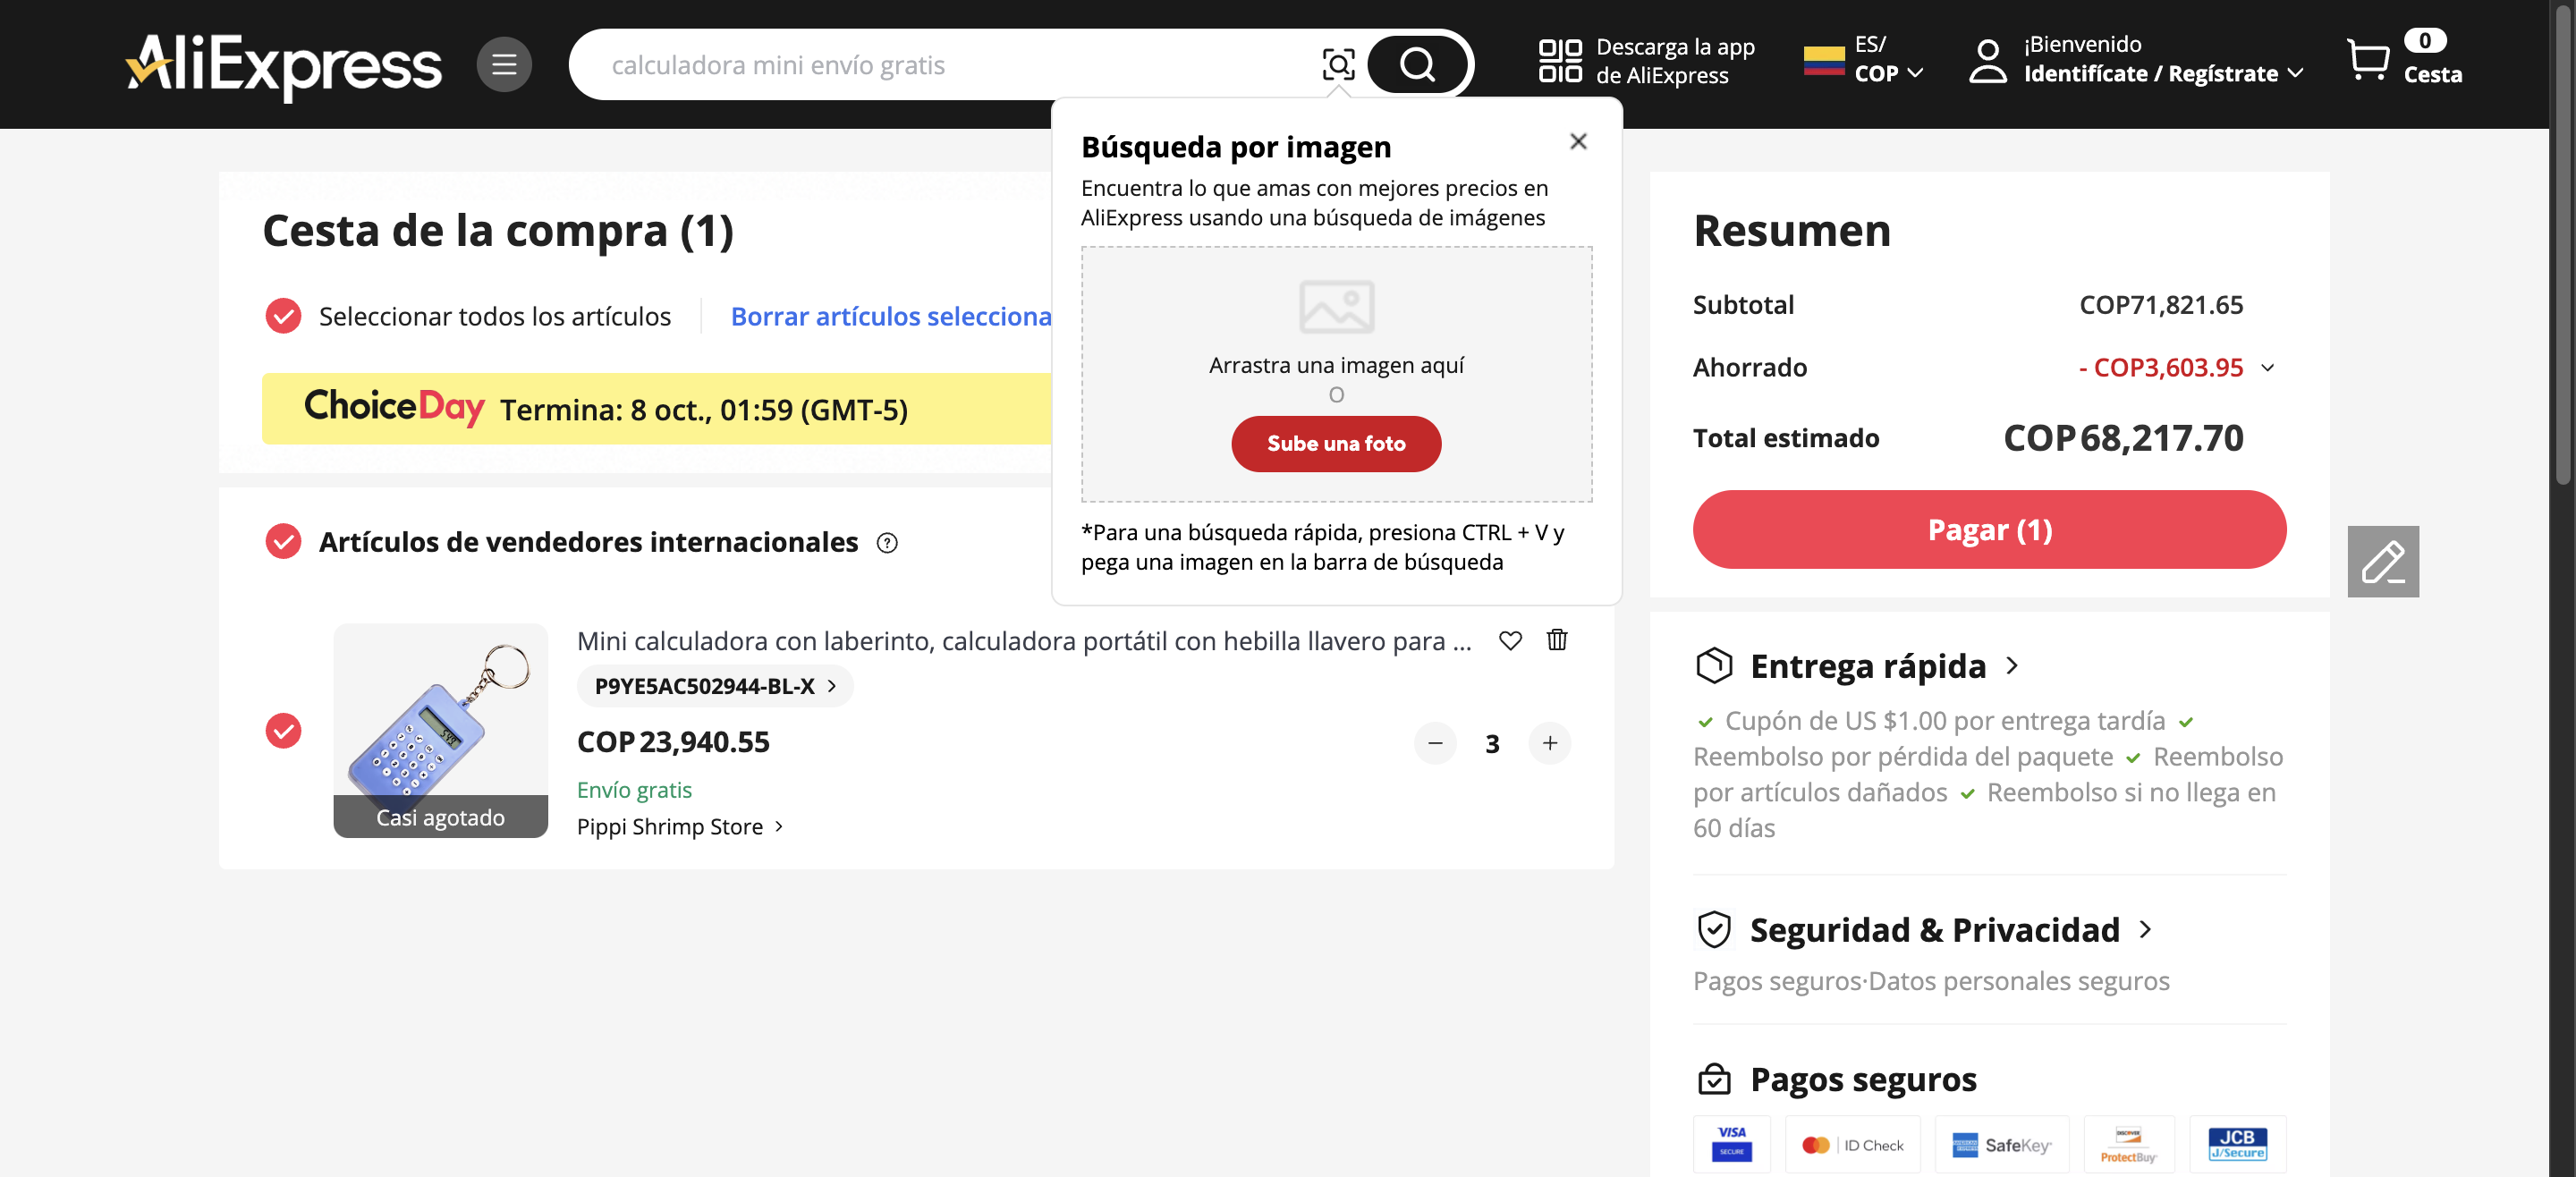 AliExpress
calculadora mini envío gratis
Descarga la app
de AliExpress
ES/
COP
¡Bienvenido
Identifícate / Regístrate
0
Cesta
Búsqueda por imagen
Encuentra lo que amas con mejores precios en
AliExpress usando una búsqueda de imágenes
Arrastra una imagen aquí
O
Sube una foto
*Para una búsqueda rápida, presiona CTRL + V y
pega una imagen en la barra de búsqueda
Cesta de la compra (1)
Seleccionar todos los artículos
Borrar artículos selecciona
ChoiceDay Termina: 8 oct., 01:59 (GMT-5)
Artículos de vendedores internacionales
Mini calculadora con laberinto, calculadora portátil con hebilla llavero para ...
P9YE5AC502944-BL-X
COP23,940.55
3
Envío gratis
Pippi Shrimp Store
Casi agotado
Resumen
Subtotal COP71,821.65
Ahorrado - COP3,603.95
Total estimado COP68,217.70
Pagar (1)
Entrega rápida
Cupón de US $1.00 por entrega tardía
Reembolso por pérdida del paquete Reembolso
por artículos dañados Reembolso si no llega en
60 días
Seguridad & Privacidad
Pagos seguros·Datos personales seguros
Pagos seguros
VISA
SECURE
ID Check
SafeKey
DISCOVER
ProtectBuy
JCB
J/Secure